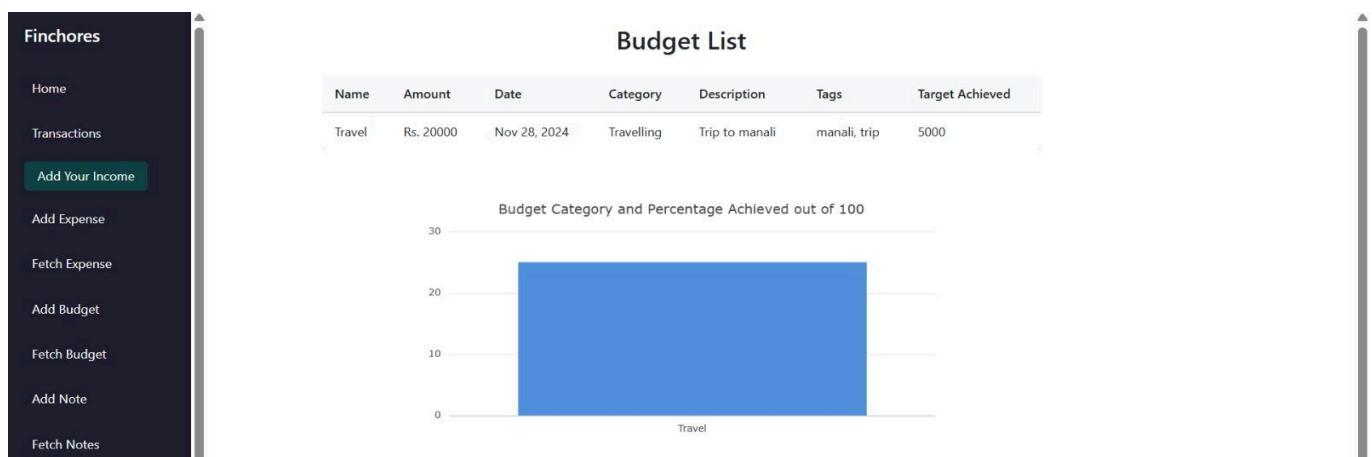 Finchores
Home
Transactions
Add Your Income
Add Expense
Fetch Expense
Add Budget
Fetch Budget
Add Note
Fetch Notes
Budget List
Name Amount Date Category Description Tags Target Achieved
Travel Rs. 20000 Nov 28, 2024 Travelling Trip to manali manali, trip 5000
Budget Category and Percentage Achieved out of 100
30
20
10
0
Travel